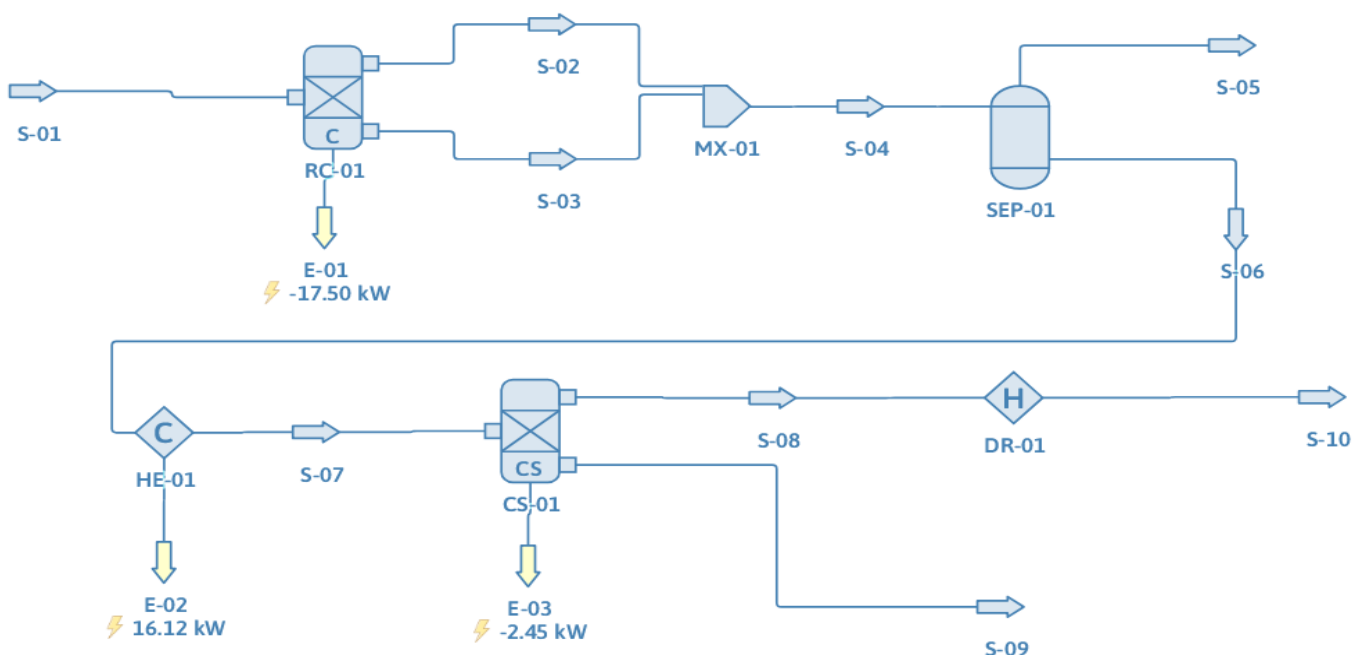 S-01
C
RC-01
E-01
-17.50 kW
S-02
S-03
MX-01
S-04
SEP-01
S-05
S-06
C
HE-01
E-02
16.12 kW
S-07
CS
CS-01
E-03
-2.45 kW
S-08
H
DR-01
S-10
S-09